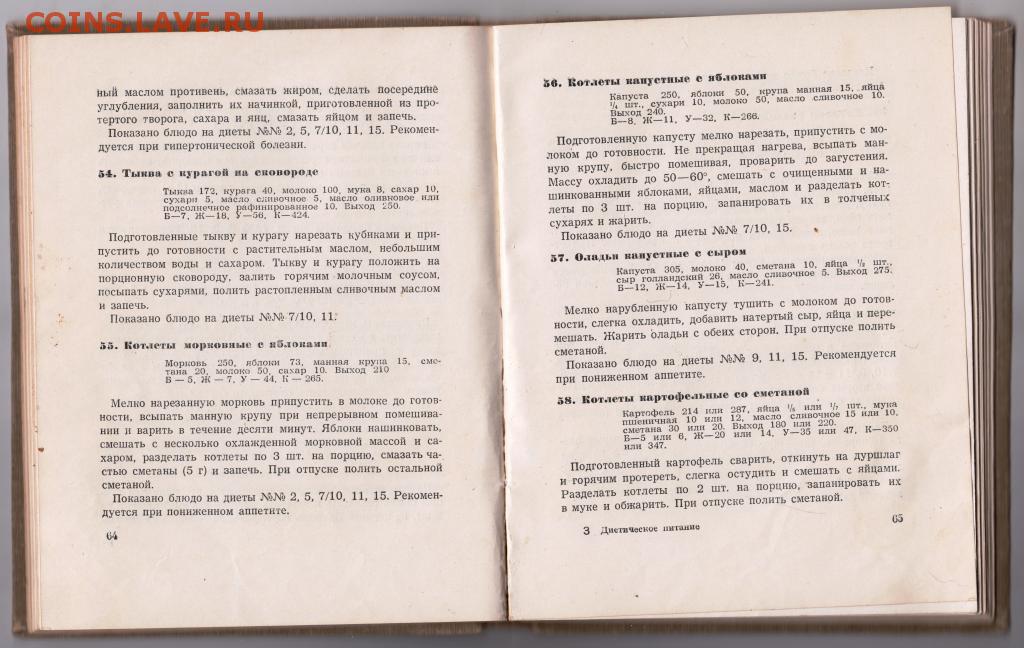 COINS.LAVE.RU
ный маслом противень, смазать жиром, сделать посередине
углубления, заполнить их начинкой, приготовленной из про-
тертого творога, сахара и яиц, смазать яйцом и запечь.
Показано блюдо на диеты №№ 2, 5, 7/10, 11, 15. Рекомен-
дуется при гипертонической болезни.
54. Тыква с курагой на сковороде
Тыква 172, курага 40, молоко 100, мука 8, сахар 10,
сухари 5, масло сливочное 5, масло оливковое или
подсолнечное рафинированное 10. Выход 250.
Б—7, Ж—18, У—56, К—424.
Подготовленные тыкву и курагу нарезать кубиками и при-
пустить до готовности с растительным маслом, небольшим
количеством воды и сахаром. Тыкву и курагу положить на
порционную сковороду, залить горячим молочным соусом,
посыпать сухарями, полить растопленным сливочным маслом
и запечь.
Показано блюдо на диеты №№ 7/10, 11.
55. Котлеты морковные с яблоками
Морковь 250, яблоки 73, манная крупа 15, сме-
тана 20, молоко 50, сахар 10. Выход 210
Б — 5, Ж — 7, У — 44, К — 265.
Мелко нарезанную морковь припустить в молоке до готов-
ности, всыпать манную крупу при непрерывном помешива-
нии и варить в течение десяти минут. Яблоки нашинковать,
смешать с несколько охлажденной морковной массой и са-
харом, разделать котлеты по 3 шт. на порцию, смазать ча-
стью сметаны (5 г) и запечь. При отпуске полить остальной
сметаной.
Показано блюдо на диеты №№ 2, 5, 7/10, 11, 15. Рекомен-
дуется при пониженном аппетите.
64
56. Котлеты капустные с яблоками
Капуста 250, яблоки 50, крупа манная 15, яйца
¼ шт., сухари 10, молоко 50, масло сливочное 10.
Выход 240.
Б—8, Ж—11, У—32, К—266.
Подготовленную капусту мелко нарезать, припустить с мо-
локом до готовности. Не прекращая нагрева, всыпать ман-
ную крупу, быстро помешивая, проварить до загустения.
Массу охладить до 50—60°, смешать с очищенными и на-
шинкованными яблоками, яйцами, маслом и разделать кот-
леты по 3 шт. на порцию, запанировать их в толченых
сухарях и жарить.
Показано блюдо на диеты №№ 7/10, 15.
57. Оладьи капустные с сыром
Капуста 305, молоко 40, сметана 10, яйца ½ шт.,
сыр голландский 26, масло сливочное 5. Выход 275.
Б—12, Ж—14, У—15, К—241.
Мелко нарубленную капусту тушить с молоком до готов-
ности, слегка охладить, добавить натертый сыр, яйца и пере-
мешать. Жарить оладьи с обеих сторон. При отпуске полить
сметаной.
Показано блюдо на диеты №№ 9, 11, 15. Рекомендуется
при пониженном аппетите.
58. Котлеты картофельные со сметаной
Картофель 214 или 287, яйца или шт., мука
пшеничная 10 или 12, масло сливочное 15 или 10,
сметана 30 или 20. Выход 180 или 220.
Б—5 или 6, Ж—20 или 14, У—35 или 47, К—350
или 347.
Подготовленный картофель сварить, откинуть на дуршлаг
и горячим протереть, слегка остудить и смешать с яйцами.
Разделать котлеты по 2 шт. на порцию, запанировать их
в муке и обжарить. При отпуске полить сметаной.
3 Диетическое питание
65